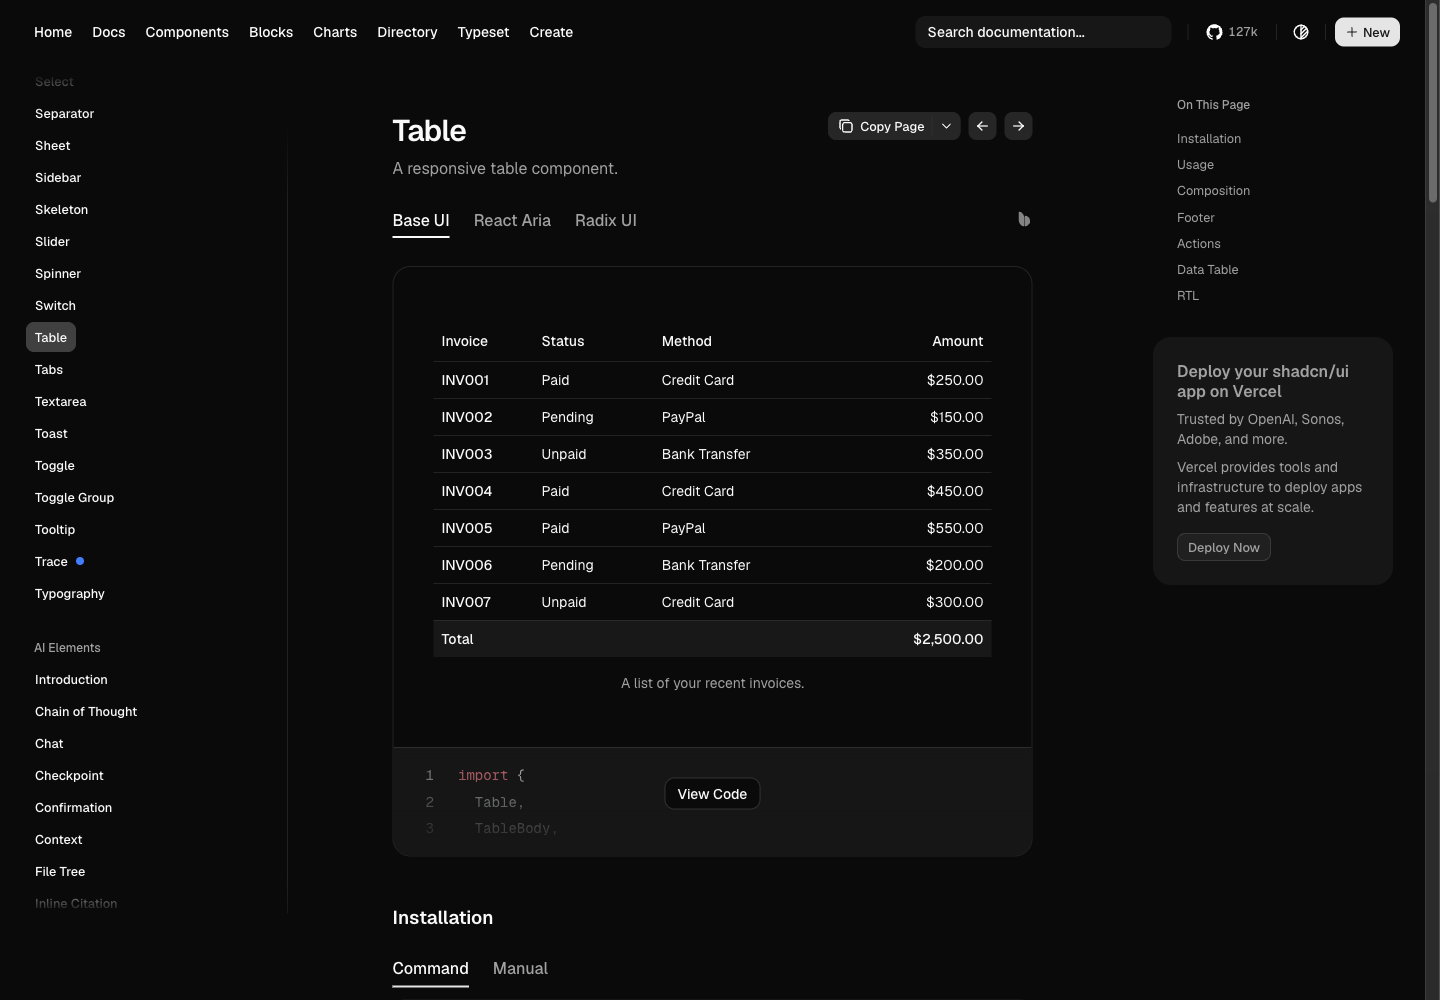 Home Docs Components Blocks Charts Directory Typeset Create
Search documentation...
127k
New
Select
Separator
Sheet
Sidebar
Skeleton
Slider
Spinner
Switch
Table
Tabs
Textarea
Toast
Toggle
Toggle Group
Tooltip
Trace
Typography
AI Elements
Introduction
Chain of Thought
Chat
Checkpoint
Confirmation
Context
File Tree
Inline Citation
Table
Copy Page
A responsive table component.
Base UI React Aria Radix UI
Invoice Status Method Amount
INV001 Paid Credit Card $250.00
INV002 Pending PayPal $150.00
INV003 Unpaid Bank Transfer $350.00
INV004 Paid Credit Card $450.00
INV005 Paid PayPal $550.00
INV006 Pending Bank Transfer $200.00
INV007 Unpaid Credit Card $300.00
Total $2,500.00
A list of your recent invoices.
1 import {
2 Table,
3 TableBody,
View Code
Installation
Command Manual
On This Page
Installation
Usage
Composition
Footer
Actions
Data Table
RTL
Deploy your shadcn/ui
app on Vercel
Trusted by OpenAI, Sonos,
Adobe, and more.
Vercel provides tools and
infrastructure to deploy apps
and features at scale.
Deploy Now